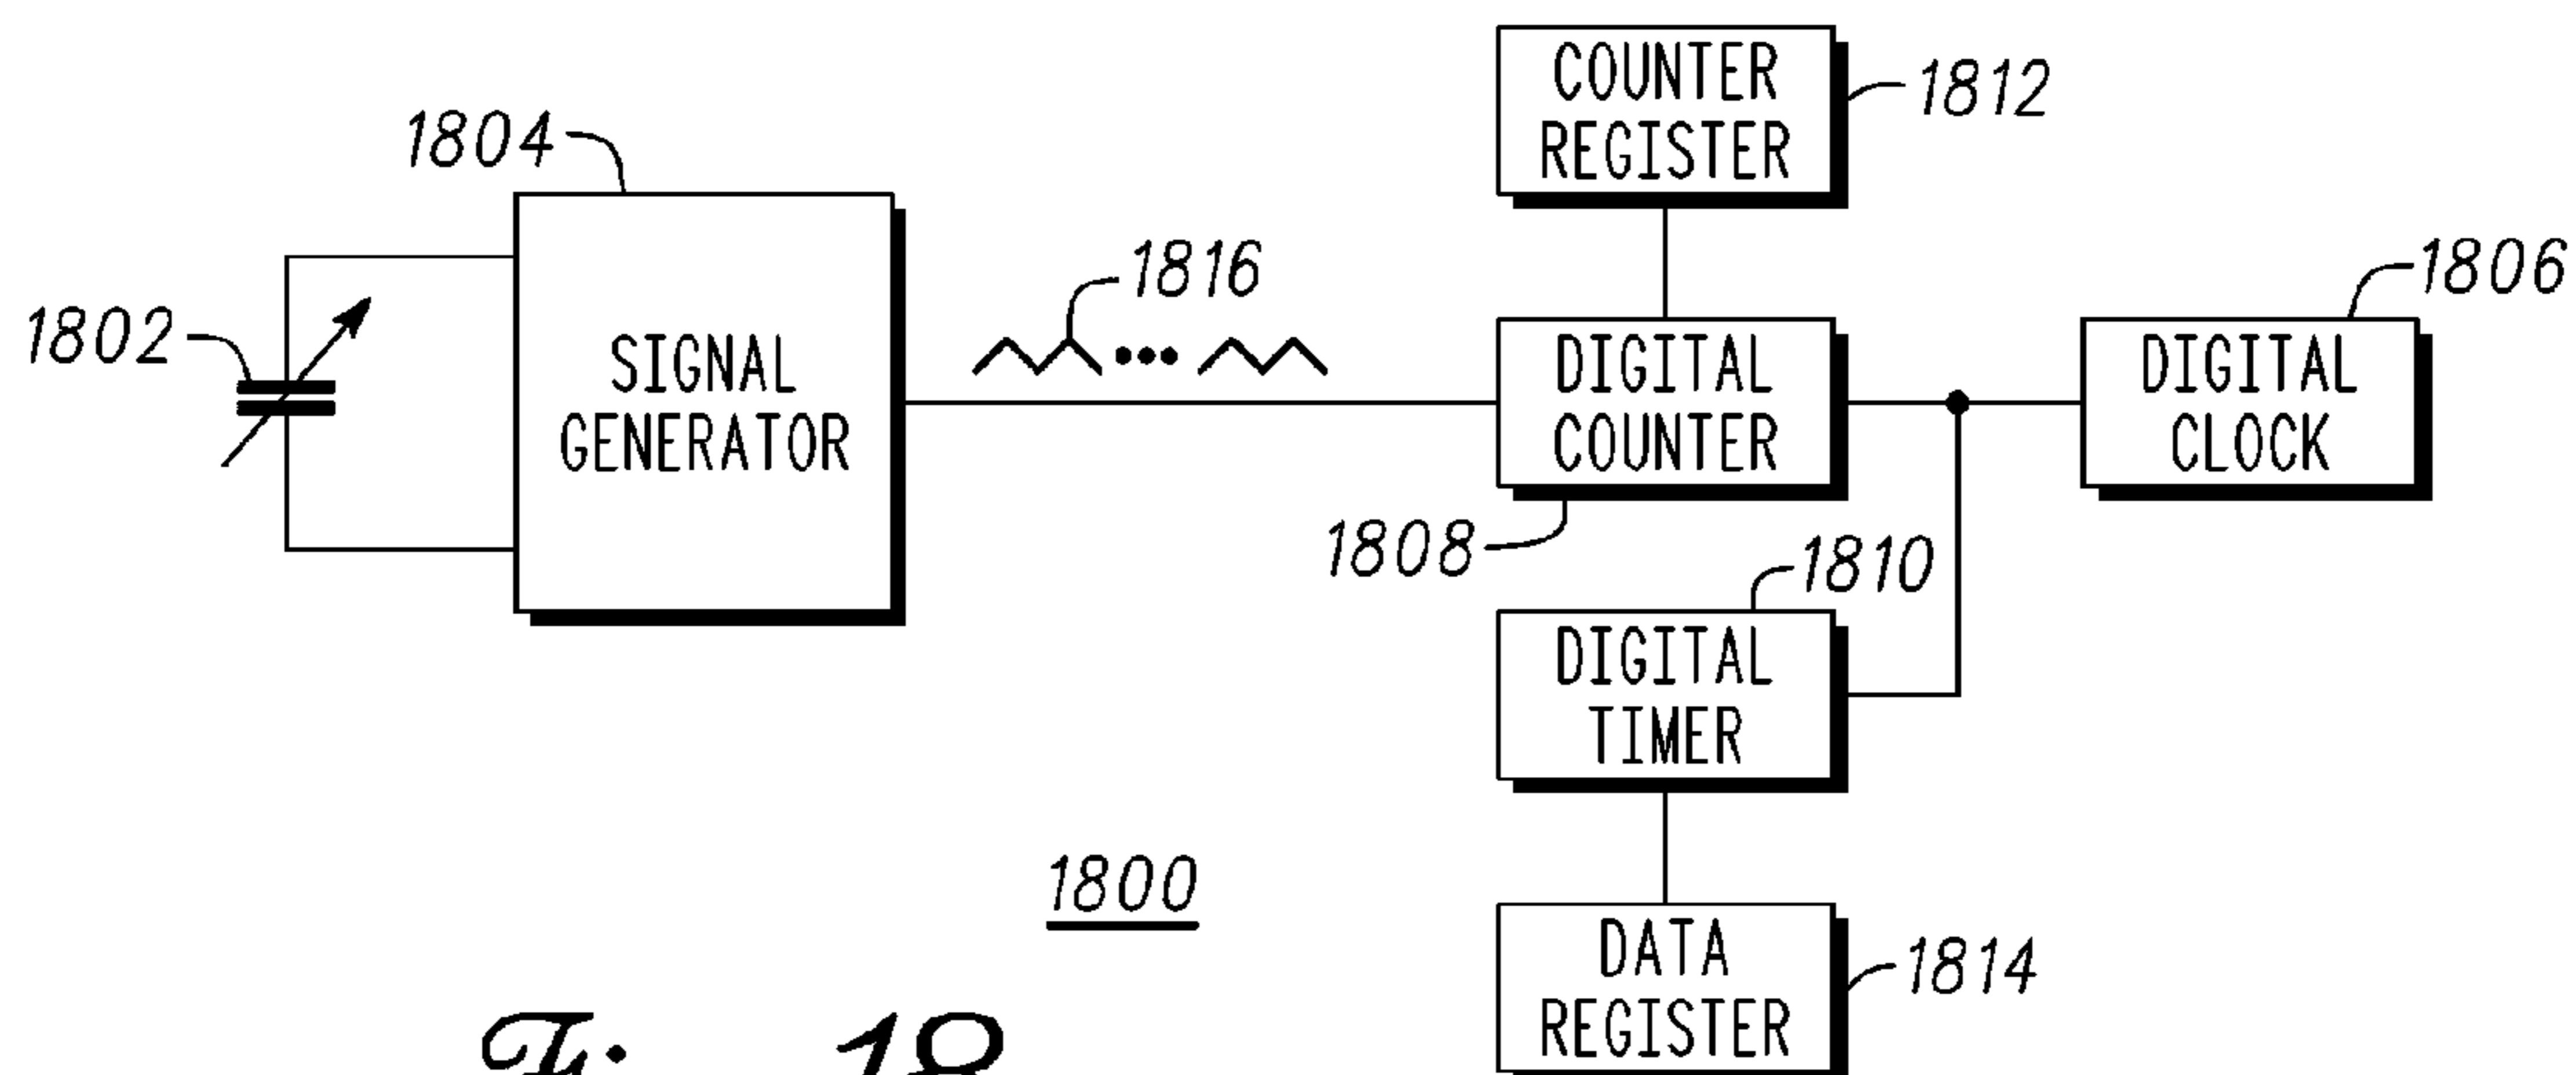 COUNTER
REGISTER
1812
1804
1816
1806
1802
SIGNAL
GENERATOR
DIGITAL
COUNTER
DIGITAL
CLOCK
1808
1810
DIGITAL
TIMER
1800
DATA
REGISTER
1814
18